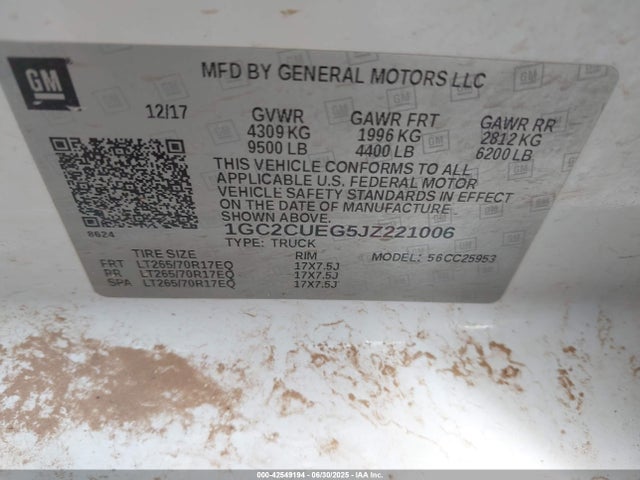 GM
MFD BY GENERAL MOTORS LLC
12/17 GVWR GAWR FRT GAWR RR
4309 KG 1996 KG 2812 KG
9500 LB 4400 LB 6200 LB
THIS VEHICLE CONFORMS TO ALL
APPLICABLE U.S. FEDERAL MOTOR
VEHICLE SAFETY STANDARDS IN EFFECT
ON THE DATE OF MANUFACTURE
SHOWN ABOVE.
8624 1GC2CUEG5JZ221006
TYPE: TRUCK MODEL: 56CC25953
TIRE SIZE RIM
FRT LT265/70R17EQ 17X7.5J
RR LT265/70R17EQ 17X7.5J
SPA LT265/70R17EQ 17X7.5J
000-42549194 - 06/30/2025 - IAAI.COM